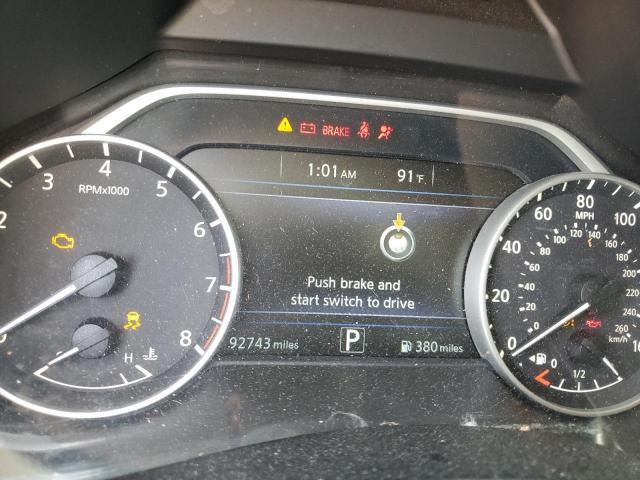 BRAKE
1:01 AM 91°F
2 3 4 5 6 7 8
RPMx1000
H
Push brake and
start switch to drive
92743 miles P 380 miles
0 20 40 60 80 100
MPH
0 20 40 60 80 100 120 140 160 180 200 220 240 260
km/h
0 1/2